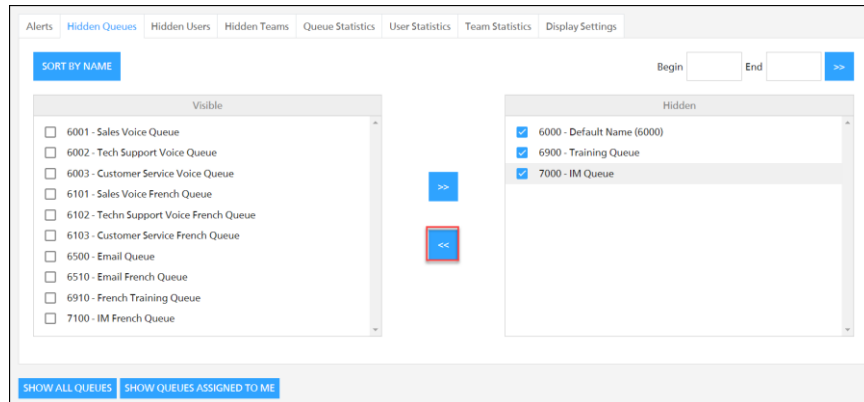 Alerts Hidden Queues Hidden Users Hidden Teams Queue Statistics User Statistics Team Statistics Display Settings
SORT BY NAME
Begin End >>
Visible
6001 - Sales Voice Queue
6002 - Tech Support Voice Queue
6003 - Customer Service Voice Queue
6101 - Sales Voice French Queue
6102 - Techn Support Voice French Queue
6103 - Customer Service French Queue
6500 - Email Queue
6510 - Email French Queue
6910 - French Training Queue
7100 - IM French Queue
>>
<<
Hidden
6000 - Default Name (6000)
6900 - Training Queue
7000 - IM Queue
SHOW ALL QUEUES SHOW QUEUES ASSIGNED TO ME